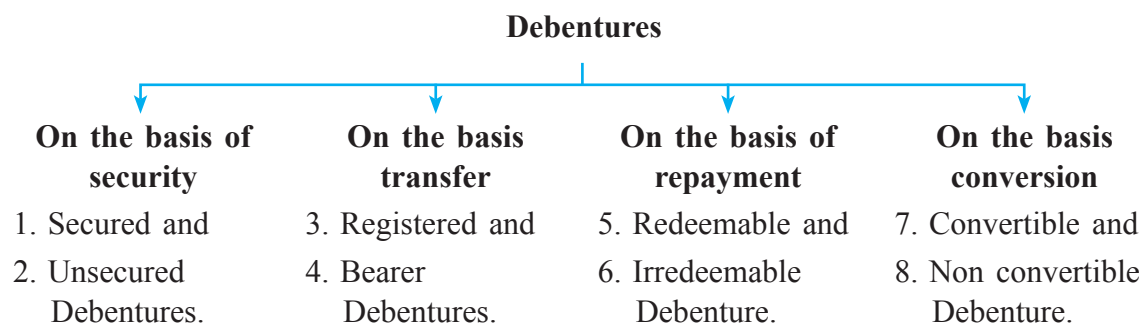 Debentures
On the basis of
security
1. Secured and
2. Unsecured
Debentures.
On the basis
transfer
3. Registered and
4. Bearer
Debentures.
On the basis of
repayment
5. Redeemable and
6. Irredeemable
Debenture.
On the basis
conversion
7. Convertible and
8. Non convertible
Debenture.